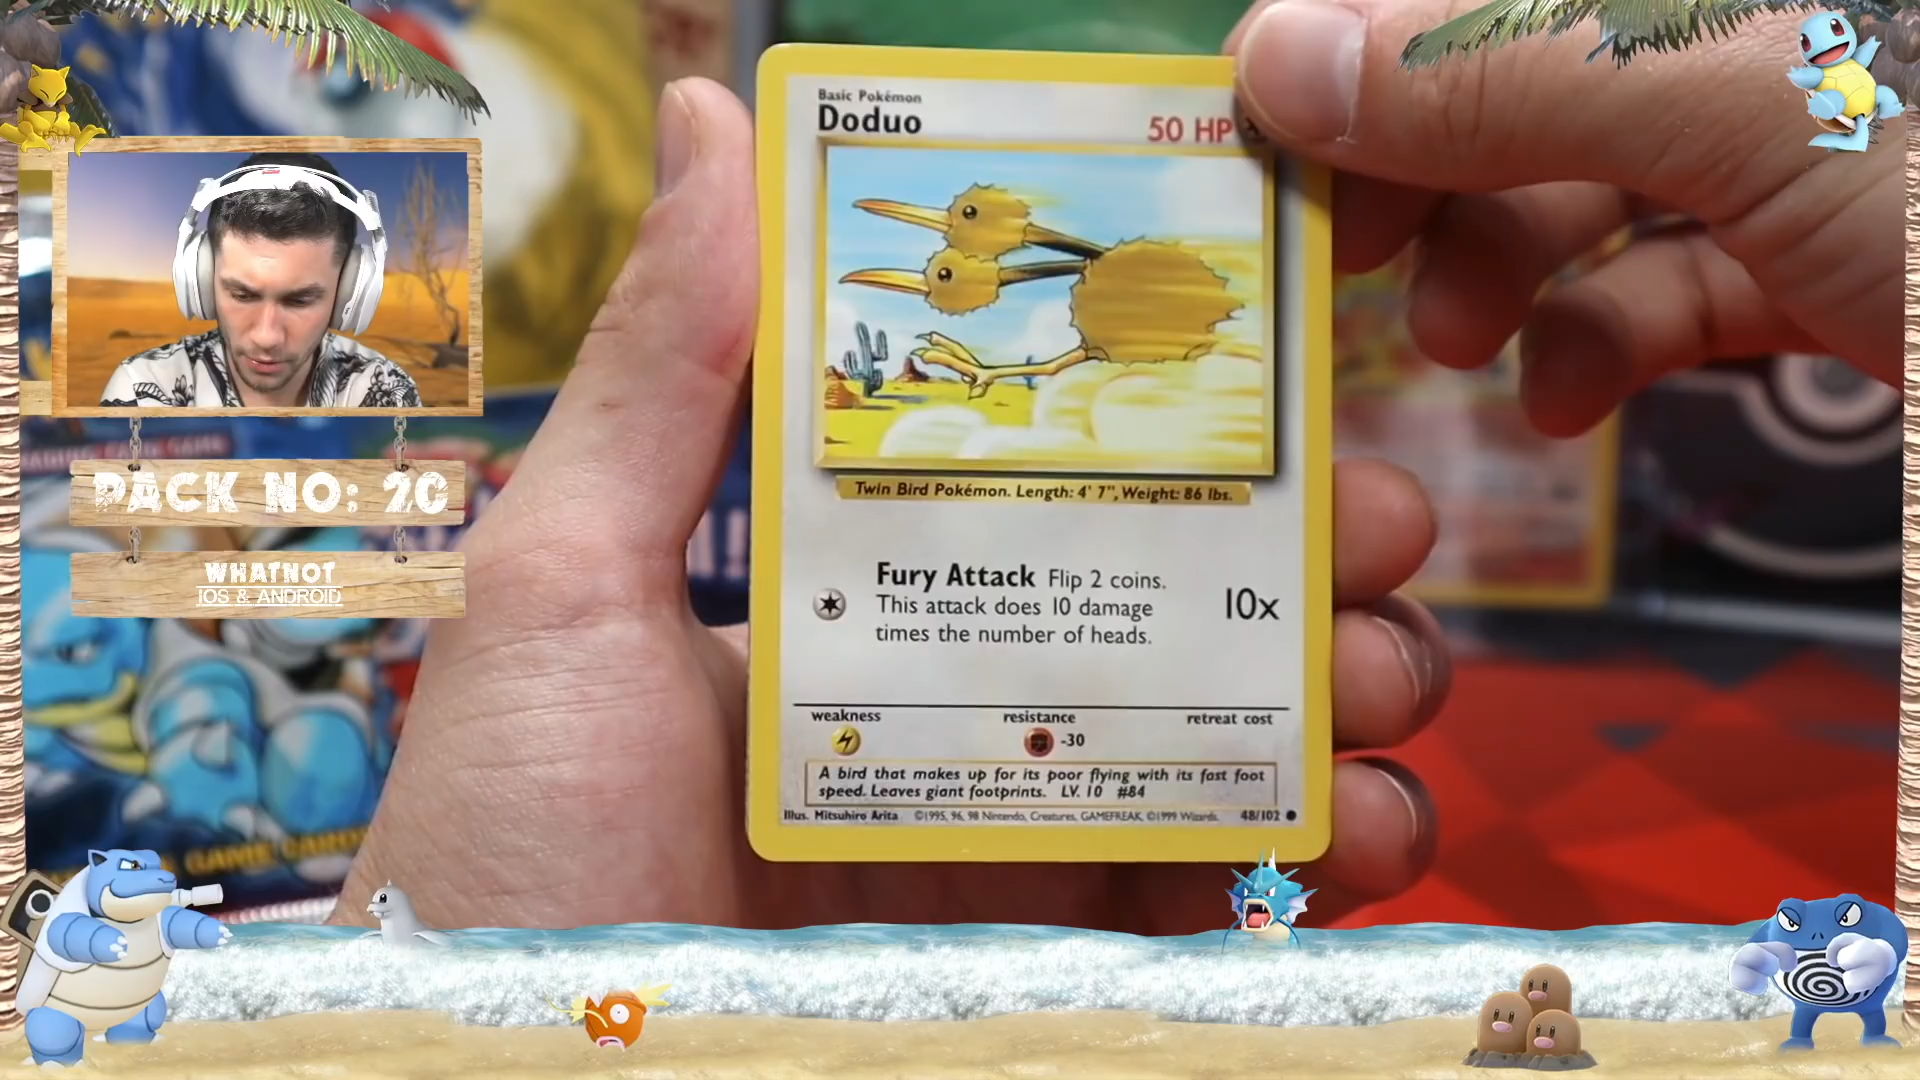 Basic Pokémon
Doduo
50 HP
PACK NO: 20
WHATNOT
IOS & ANDROID
Twin Bird Pokémon. Length: 4' 7", Weight: 86 lbs.
Fury Attack Flip 2 coins.
This attack does 10 damage
times the number of heads.
10x
weakness
resistance
retreat cost
-30
A bird that makes up for its poor flying with its fast foot
speed. Leaves giant footprints. LV. 10 #84
Illus. Mitsuhiro Arita ©1995, 96, 98 Nintendo, Creatures, GAMEFREAK, ©1999 Wizards. 48/102
GAME CARD